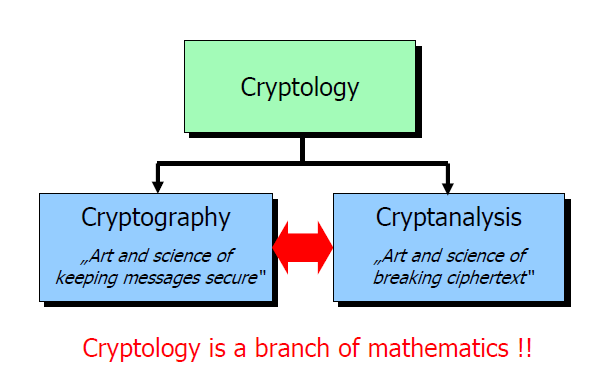 Cryptology
Cryptography
„Art and science of
keeping messages secure"
Cryptanalysis
„Art and science of
breaking ciphertext"
Cryptology is a branch of mathematics !!